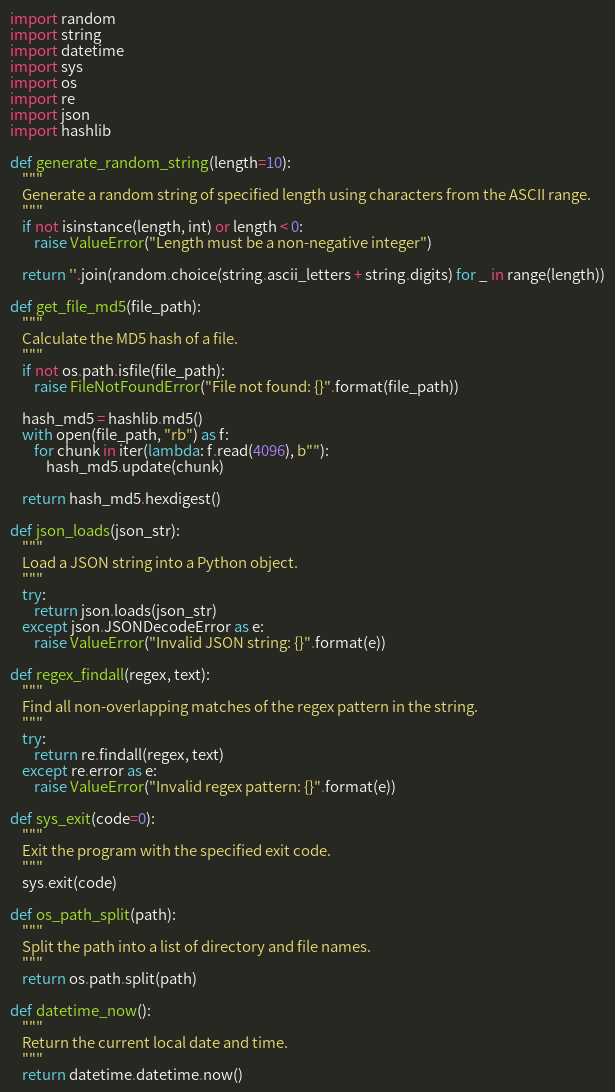 import random
import string
import datetime
import sys
import os
import re
import json
import hashlib

def generate_random_string(length=10):
    """
    Generate a random string of specified length using characters from the ASCII range.
    """
    if not isinstance(length, int) or length < 0:
        raise ValueError("Length must be a non-negative integer")

    return ''.join(random.choice(string.ascii_letters + string.digits) for _ in range(length))

def get_file_md5(file_path):
    """
    Calculate the MD5 hash of a file.
    """
    if not os.path.isfile(file_path):
        raise FileNotFoundError("File not found: {}".format(file_path))

    hash_md5 = hashlib.md5()
    with open(file_path, "rb") as f:
        for chunk in iter(lambda: f.read(4096), b""):
            hash_md5.update(chunk)

    return hash_md5.hexdigest()

def json_loads(json_str):
    """
    Load a JSON string into a Python object.
    """
    try:
        return json.loads(json_str)
    except json.JSONDecodeError as e:
        raise ValueError("Invalid JSON string: {}".format(e))

def regex_findall(regex, text):
    """
    Find all non-overlapping matches of the regex pattern in the string.
    """
    try:
        return re.findall(regex, text)
    except re.error as e:
        raise ValueError("Invalid regex pattern: {}".format(e))

def sys_exit(code=0):
    """
    Exit the program with the specified exit code.
    """
    sys.exit(code)

def os_path_split(path):
    """
    Split the path into a list of directory and file names.
    """
    return os.path.split(path)

def datetime_now():
    """
    Return the current local date and time.
    """
    return datetime.datetime.now()